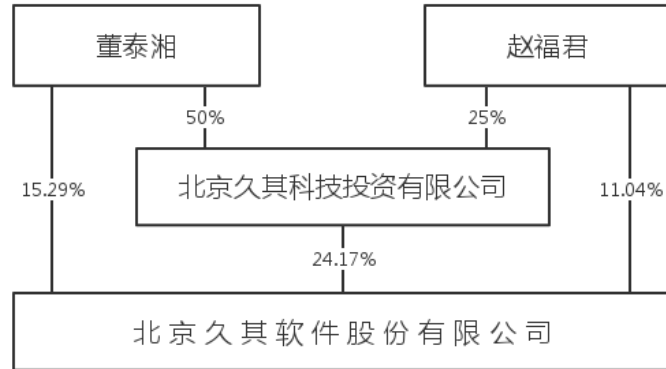 董泰湘
赵福君
50%
25%
15.29%
北京久其科技投资有限公司
11.04%
24.17%
北京久其软件股份有限公司